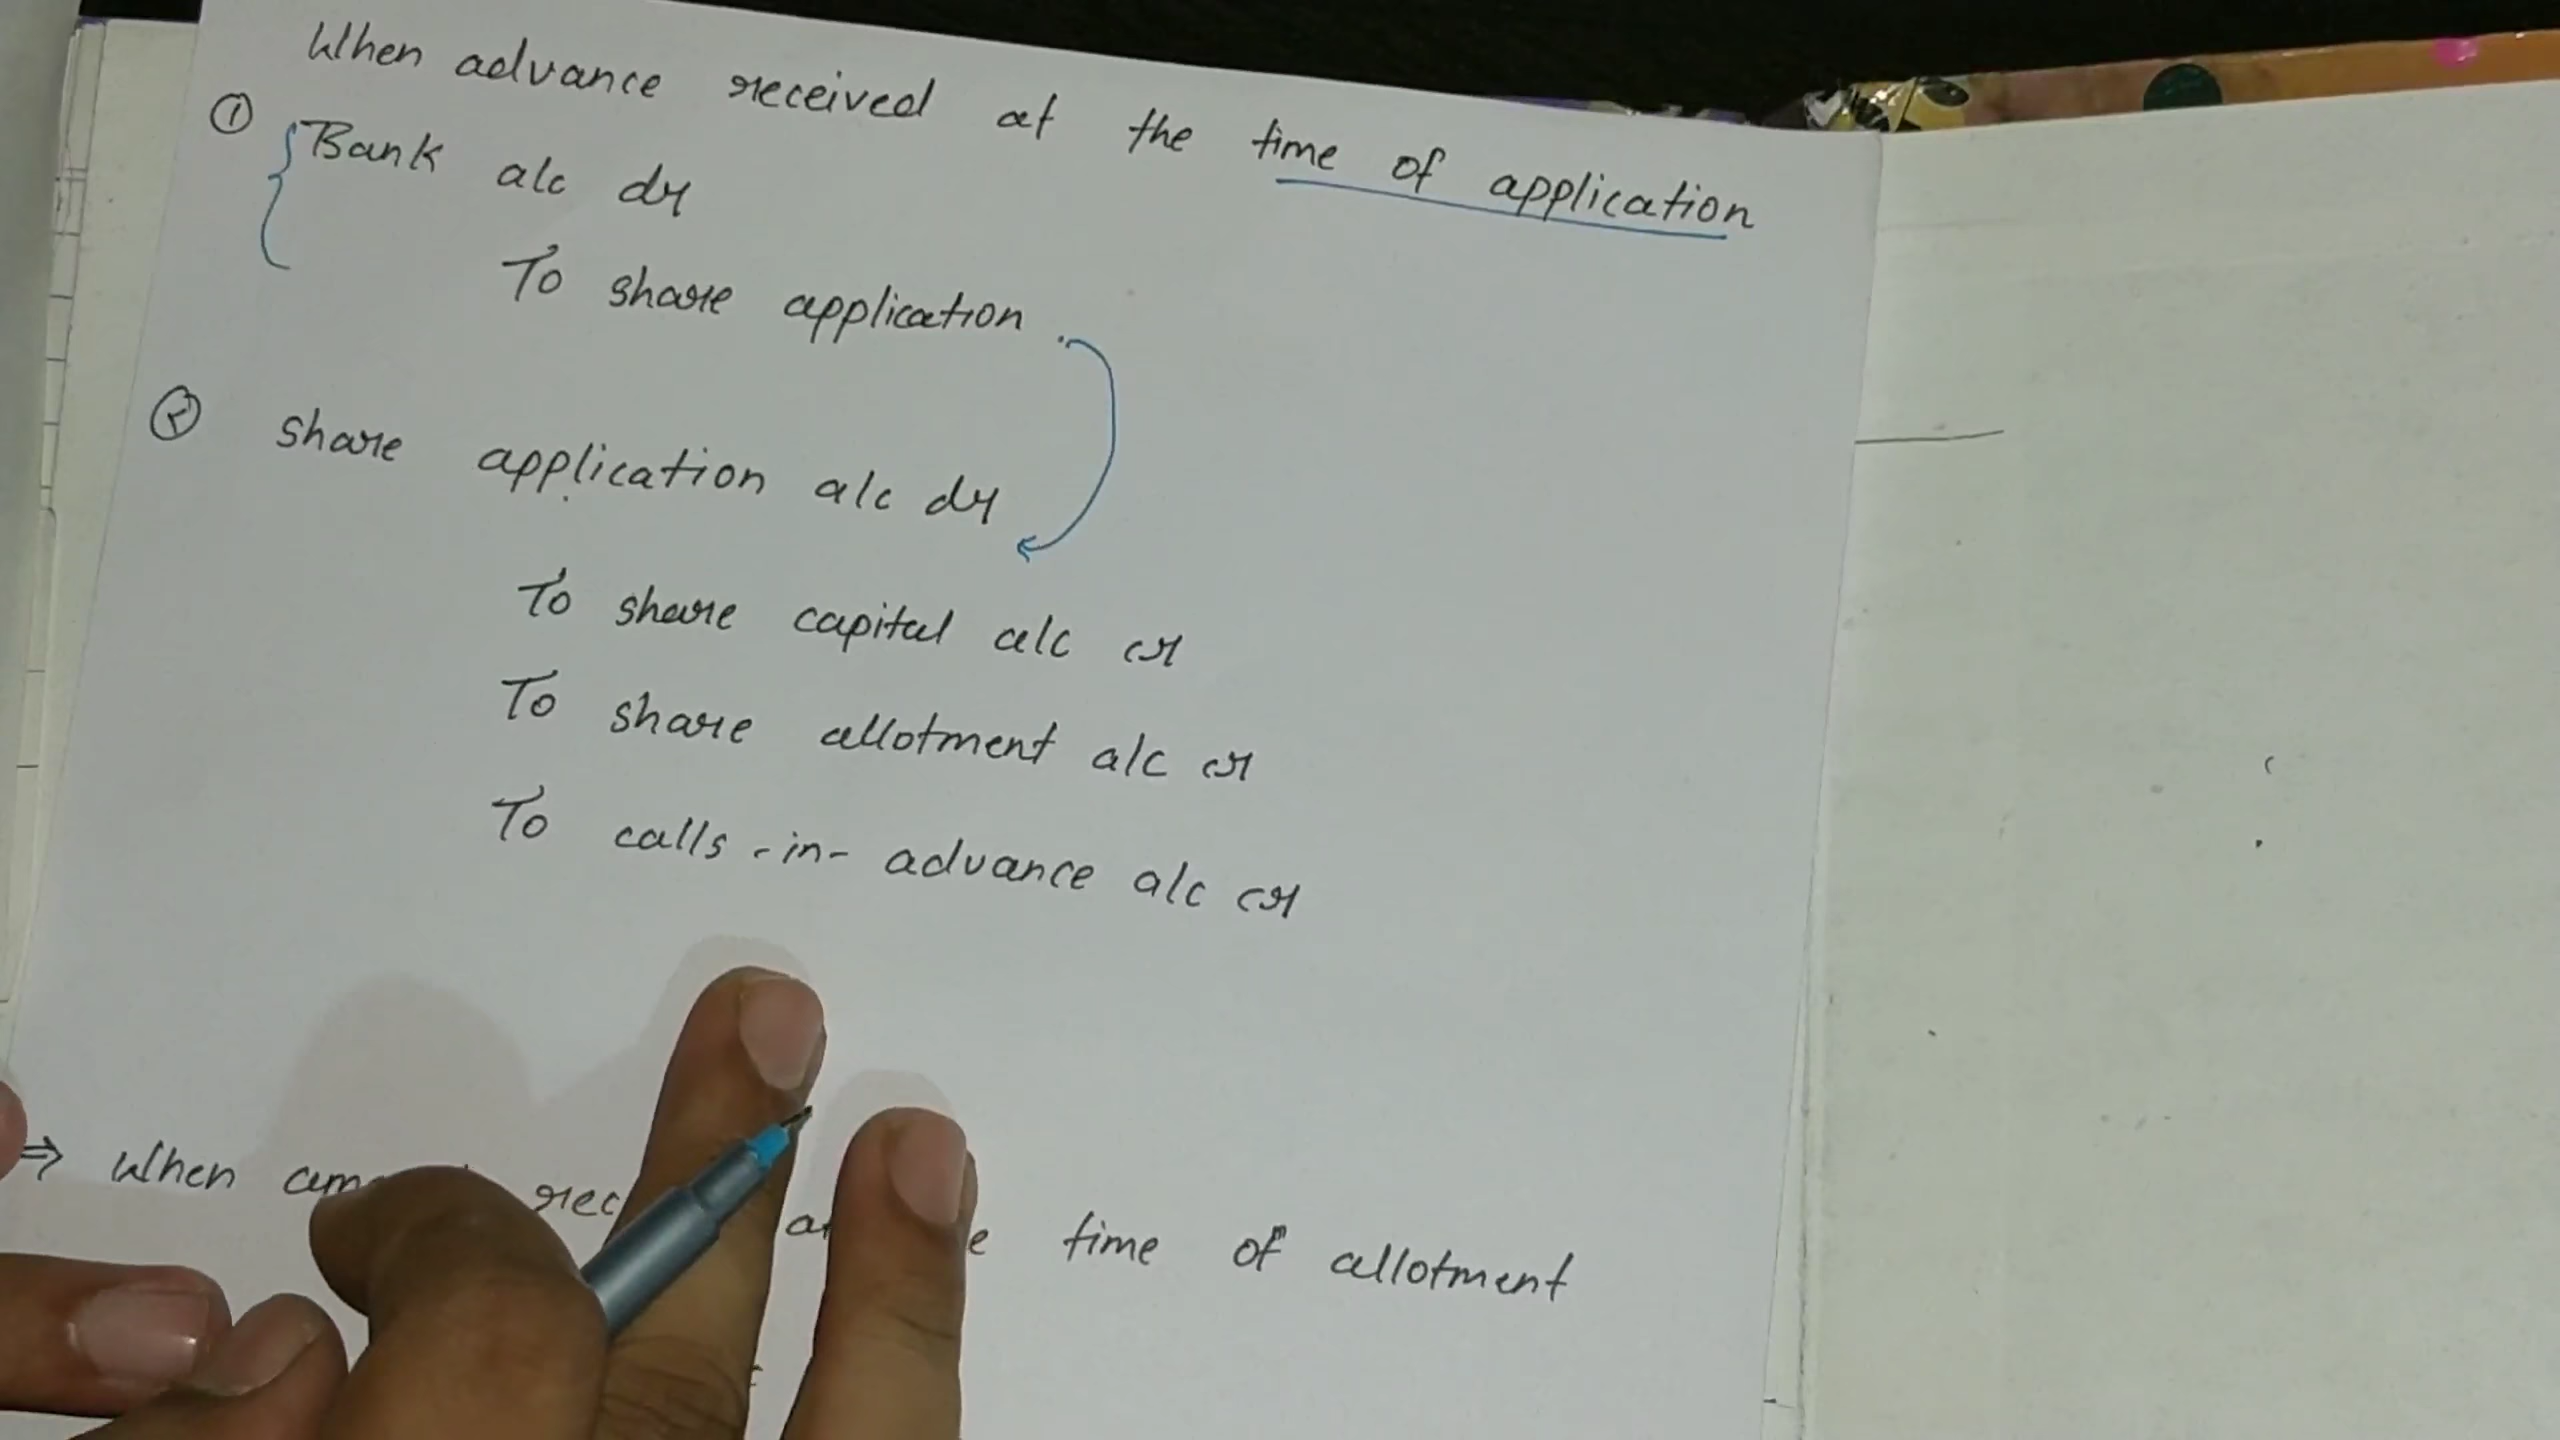 When advance received at the time of application
① Bank a/c dr
To share application
② share application a/c dr
To share capital a/c cr
To share allotment a/c cr
To calls-in-advance a/c cr
⇒ When time of allotment